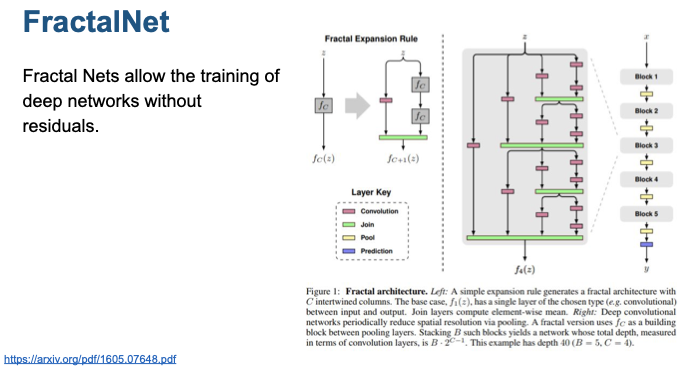 FractalNet
Fractal Nets allow the training of
deep networks without
residuals.
Fractal Expansion Rule
z
z
f_C
f_C
f_C
f_C(z)
f_{C+1}(z)
Layer Key
Convolution
Join
Pool
Prediction
z
f_4(z)
x
Block 1
Block 2
Block 3
Block 4
Block 5
y
Figure 1: Fractal architecture. Left: A simple expansion rule generates a fractal architecture with
C intertwined columns. The base case, f_1(z), has a single layer of the chosen type (e.g. convolutional)
between input and output. Join layers compute element-wise mean. Right: Deep convolutional
networks periodically reduce spatial resolution via pooling. A fractal version uses f_C as a building
block between pooling layers. Stacking B such blocks yields a network whose total depth, measured
in terms of convolution layers, is B · 2^{C−1}. This example has depth 40 (B = 5, C = 4).
https://arxiv.org/pdf/1605.07648.pdf